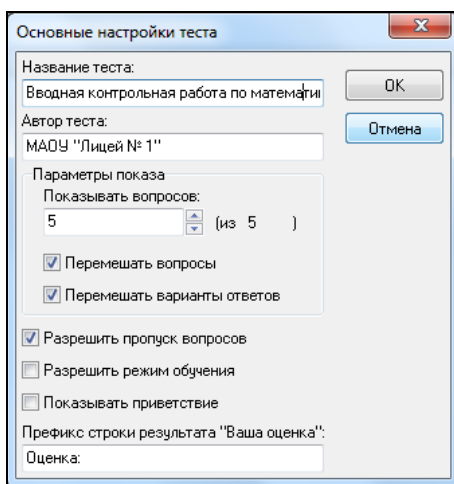 Основные настройки теста
Название теста:
Вводная контрольная работа по математи
OK
Автор теста:
Отмена
МАОУ "Лицей № 1"
Параметры показа
Показывать вопросов:
5 (из 5 )
Перемешать вопросы
Перемешать варианты ответов
Разрешить пропуск вопросов
Разрешить режим обучения
Показывать приветствие
Префикс строки результата "Ваша оценка":
Оценка: